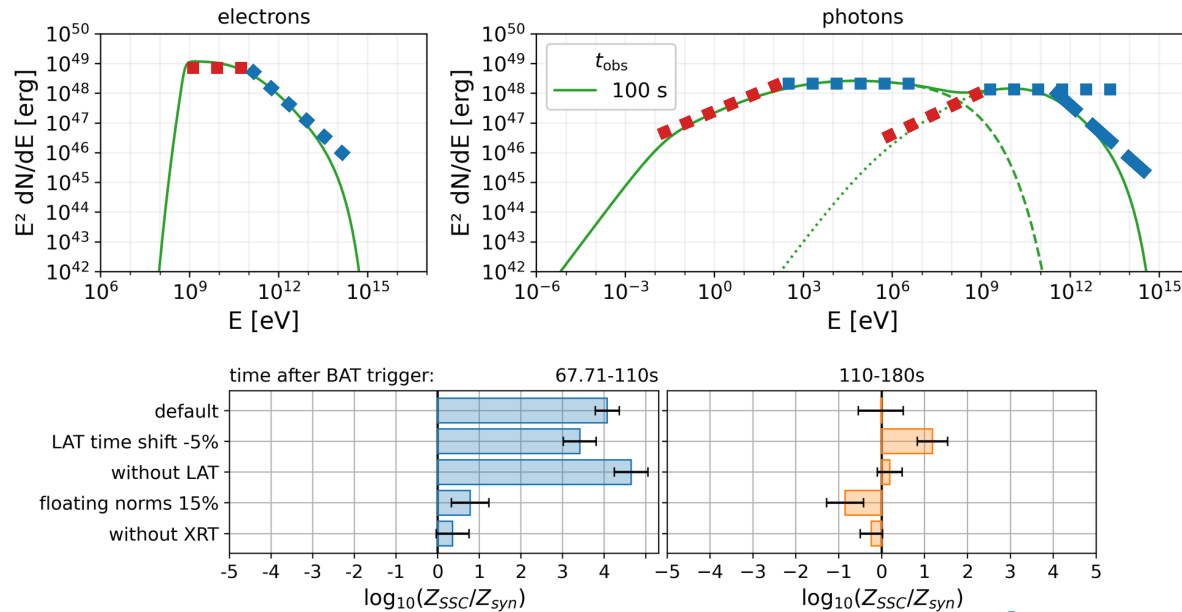 electrons
photons
E² dN/dE [erg]
10^50
10^49
10^48
10^47
10^46
10^45
10^44
10^43
10^42
10^6
10^9
10^12
10^15
E [eV]
E² dN/dE [erg]
10^50
10^49
10^48
10^47
10^46
10^45
10^44
10^43
10^42
t_obs
100 s
10^−6
10^−3
10^0
10^3
10^6
10^9
10^12
10^15
E [eV]
time after BAT trigger:
67.71-110s
110-180s
default
LAT time shift -5%
without LAT
floating norms 15%
without XRT
-5 -4 -3 -2 -1 0 1 2 3 4
log10(Z_SSC/Z_syn)
−5 −4 −3 −2 −1 0 1 2 3 4 5
log10(Z_SSC/Z_syn)